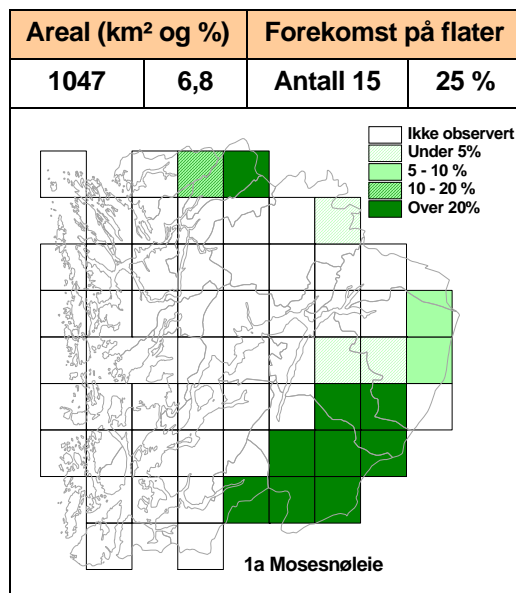 Areal (km² og %) Forekomst på flater
1047 6,8 Antall 15 25 %
Ikke observert
Under 5%
5 - 10 %
10 - 20 %
Over 20%
1a Mosesnøleie